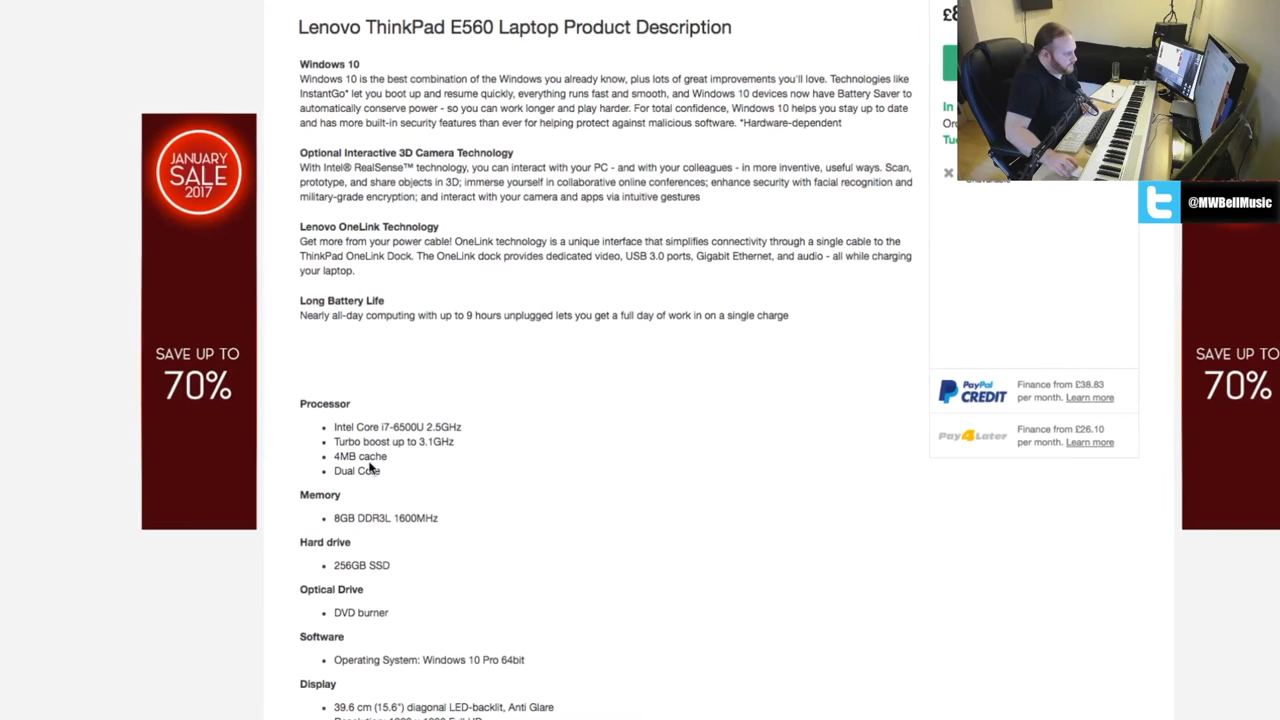 Lenovo ThinkPad E560 Laptop Product Description
Windows 10
Windows 10 is the best combination of the Windows you already know, plus lots of great improvements you'll love. Technologies like
InstantGo* let you boot up and resume quickly, everything runs fast and smooth, and Windows 10 devices now have Battery Saver to
automatically conserve power - so you can work longer and play harder. For total confidence, Windows 10 helps you stay up to date
and has more built-in security features than ever for helping protect against malicious software. *Hardware-dependent
Optional Interactive 3D Camera Technology
With Intel® RealSense™ technology, you can interact with your PC - and with your colleagues - in more inventive, useful ways. Scan,
prototype, and share objects in 3D; immerse yourself in collaborative online conferences; enhance security with facial recognition and
military-grade encryption; and interact with your camera and apps via intuitive gestures
Lenovo OneLink Technology
Get more from your power cable! OneLink technology is a unique interface that simplifies connectivity through a single cable to the
ThinkPad OneLink Dock. The OneLink dock provides dedicated video, USB 3.0 ports, Gigabit Ethernet, and audio - all while charging
your laptop.
Long Battery Life
Nearly all-day computing with up to 9 hours unplugged lets you get a full day of work in on a single charge
Processor
Intel Core i7-6500U 2.5GHz
Turbo boost up to 3.1GHz
4MB cache
Dual Core
Memory
8GB DDR3L 1600MHz
Hard drive
256GB SSD
Optical Drive
DVD burner
Software
Operating System: Windows 10 Pro 64bit
Display
39.6 cm (15.6") diagonal LED-backlit, Anti Glare
JANUARY
SALE
2017
SAVE UP TO
70%
£8
In
@MWBellMusic
PayPal
CREDIT
Finance from £38.83
per month. Learn more
Pay4Later
Finance from £26.10
per month. Learn more
SAVE UP TO
70%